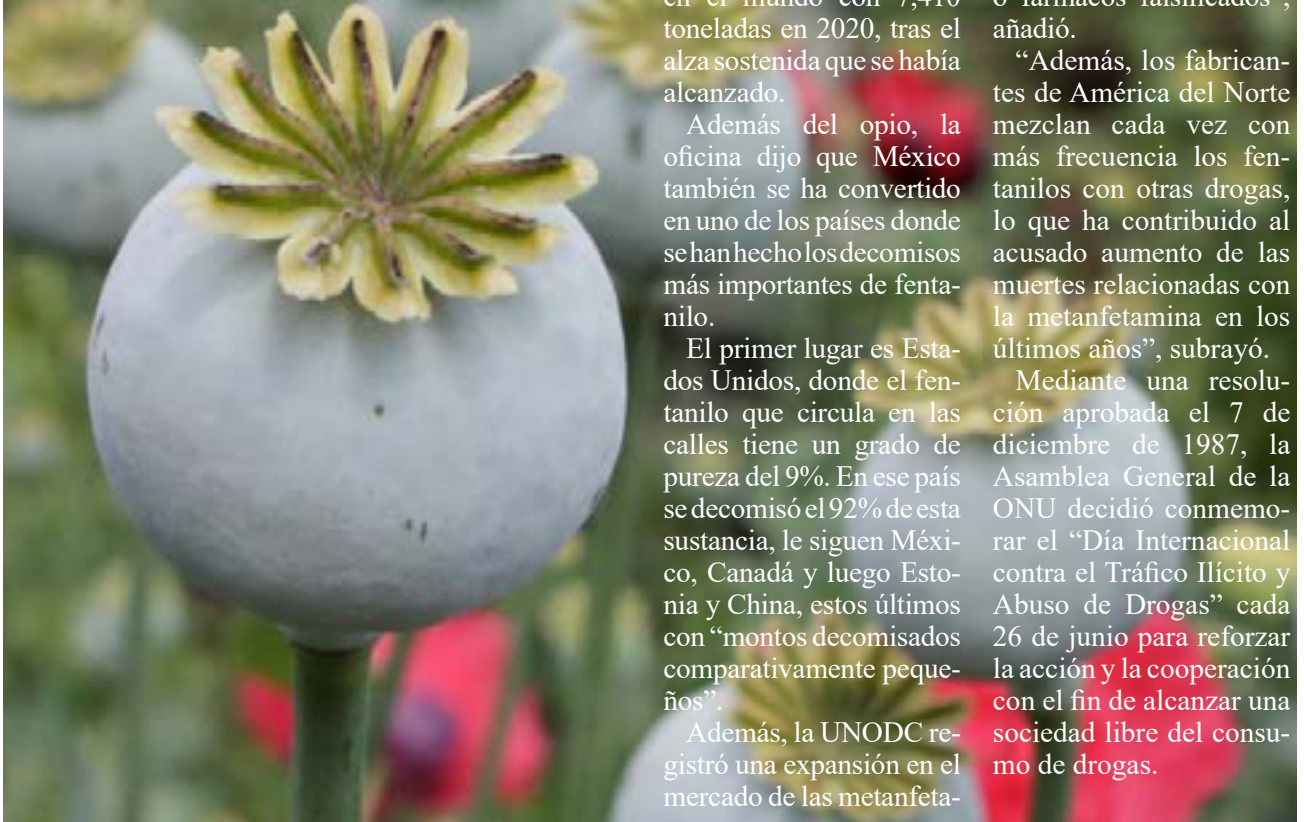 en el mundo con 7,410
toneladas en 2020, tras el
alza sostenida que se había
alcanzado.
Además del opio, la
oficina dijo que México
también se ha convertido
en uno de los países donde
se han hecho los decomisos
más importantes de fenta-
nilo.
El primer lugar es Esta-
dos Unidos, donde el fen-
tanilo que circula en las
calles tiene un grado de
pureza del 9%. En ese país
se decomisó el 92% de esta
sustancia, le siguen Méxi-
co, Canadá y luego Esto-
nia y China, estos últimos
con “montos decomisados
comparativamente peque-
ños”.
Además, la UNODC re-
gistró una expansión en el
mercado de las metanfeta-
o fármacos falsificados”,
añadió.
“Además, los fabrican-
tes de América del Norte
mezclan cada vez con
más frecuencia los fen-
tanilos con otras drogas,
lo que ha contribuido al
acusado aumento de las
muertes relacionadas con
la metanfetamina en los
últimos años”, subrayó.
Mediante una resolu-
ción aprobada el 7 de
diciembre de 1987, la
Asamblea General de la
ONU decidió conmemo-
rar el “Día Internacional
contra el Tráfico Ilícito y
Abuso de Drogas” cada
26 de junio para reforzar
la acción y la cooperación
con el fin de alcanzar una
sociedad libre del consu-
mo de drogas.